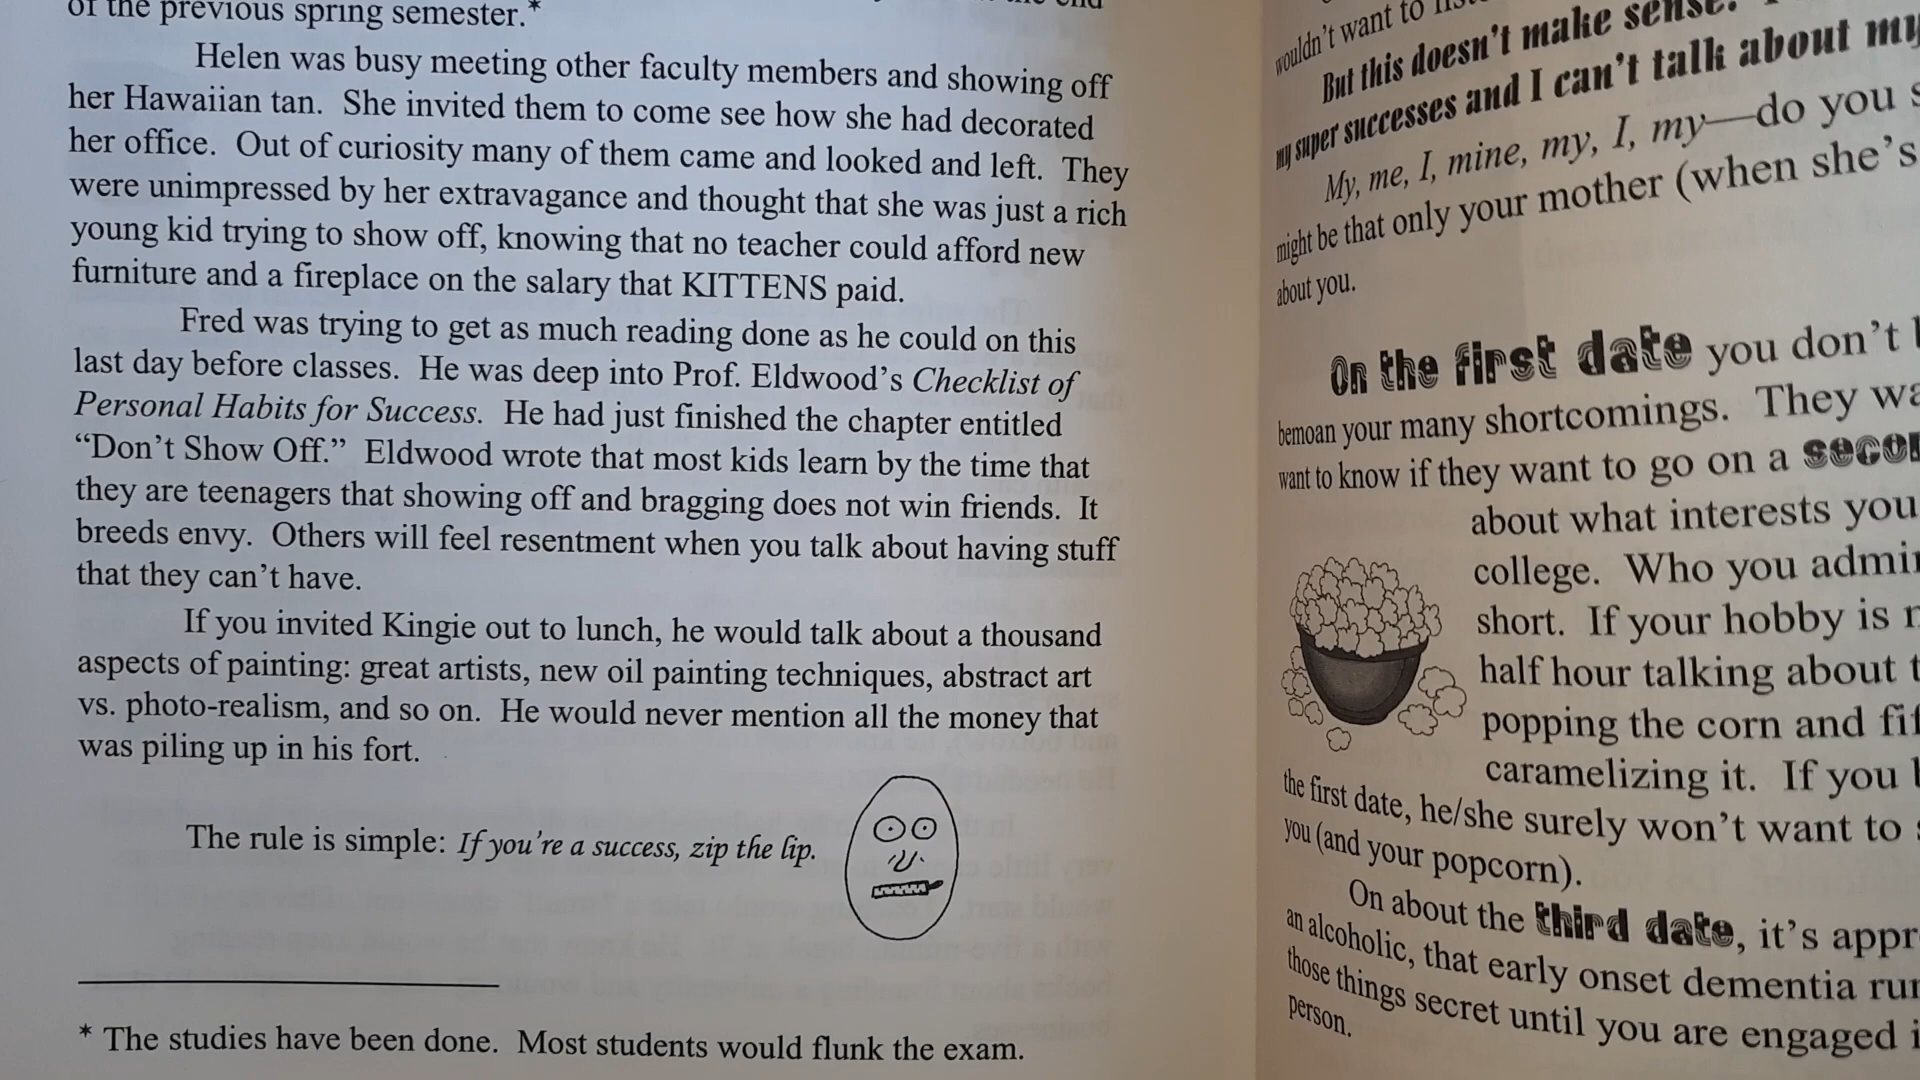 of the previous spring semester.*
Helen was busy meeting other faculty members and showing off
her Hawaiian tan. She invited them to come see how she had decorated
her office. Out of curiosity many of them came and looked and left. They
were unimpressed by her extravagance and thought that she was just a rich
young kid trying to show off, knowing that no teacher could afford new
furniture and a fireplace on the salary that KITTENS paid.
Fred was trying to get as much reading done as he could on this
last day before classes. He was deep into Prof. Eldwood's Checklist of
Personal Habits for Success. He had just finished the chapter entitled
“Don't Show Off.” Eldwood wrote that most kids learn by the time that
they are teenagers that showing off and bragging does not win friends. It
breeds envy. Others will feel resentment when you talk about having stuff
that they can't have.
If you invited Kingie out to lunch, he would talk about a thousand
aspects of painting: great artists, new oil painting techniques, abstract art
vs. photo-realism, and so on. He would never mention all the money that
was piling up in his fort.
The rule is simple: If you're a success, zip the lip.
* The studies have been done. Most students would flunk the exam.
wouldn't want to
But this doesn't make sense.
my super successes and I can't talk about my
My, me, I, mine, my, I, my—do you
might be that only your mother (when she's
about you.
On the first date you don't
bemoan your many shortcomings. They
want to know if they want to go on a
about what interests you
college. Who you
short. If your hobby is
half hour talking about
popping the corn and
caramelizing it. If you
the first date, he/she surely won't want to
you (and your popcorn).
On about the third date, it's
an alcoholic, that early onset dementia
those things secret until you are engaged
person.